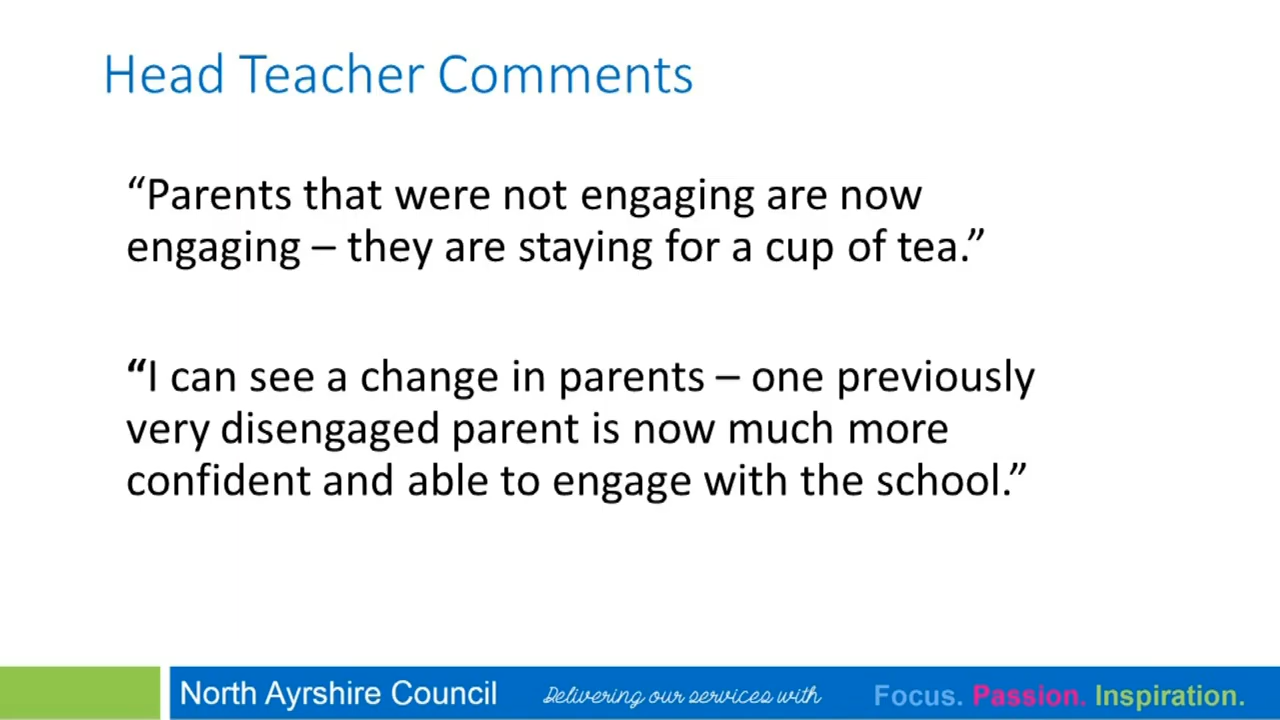 Head Teacher Comments
“Parents that were not engaging are now
engaging – they are staying for a cup of tea.”
“I can see a change in parents – one previously
very disengaged parent is now much more
confident and able to engage with the school.”
North Ayrshire Council Delivering our services with Focus. Passion. Inspiration.